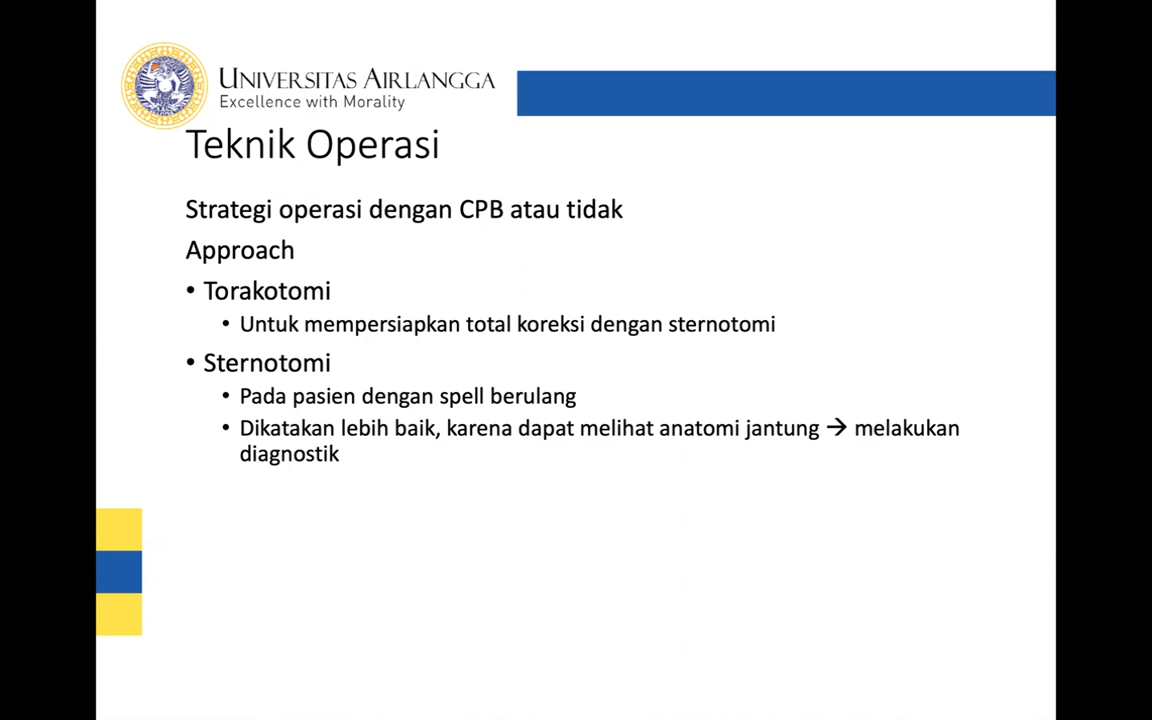 UNIVERSITAS AIRLANGGA
Excellence with Morality
Teknik Operasi
Strategi operasi dengan CPB atau tidak
Approach
• Torakotomi
• Untuk mempersiapkan total koreksi dengan sternotomi
• Sternotomi
• Pada pasien dengan spell berulang
• Dikatakan lebih baik, karena dapat melihat anatomi jantung → melakukan
diagnostik